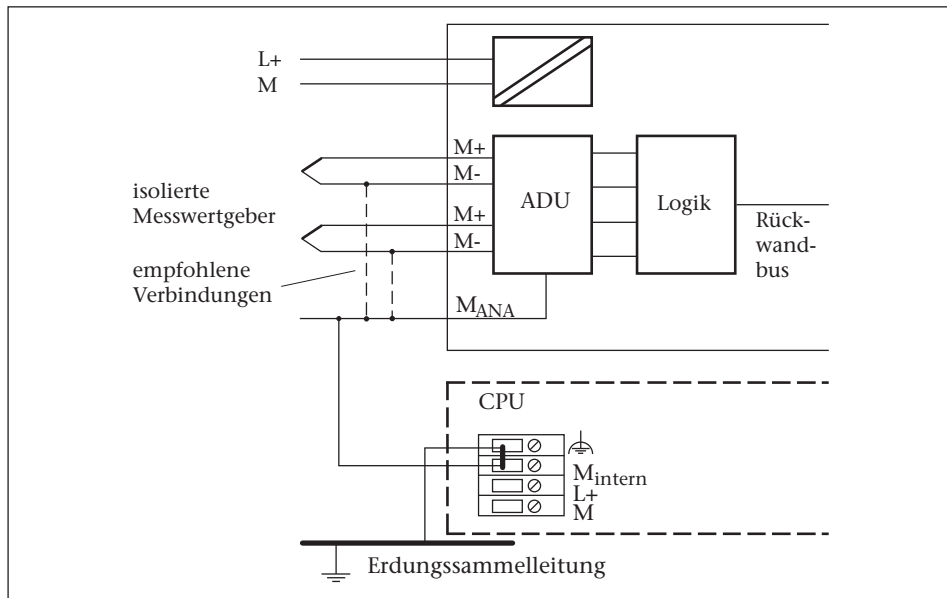 L+
M
M+
M-
isolierte
Messwertgeber
M+
M-
ADU
Logik
Rück-
wand-
bus
empfohlene
Verbindungen
MANA
CPU
Mintern
L+
M
Erdungssammelleitung